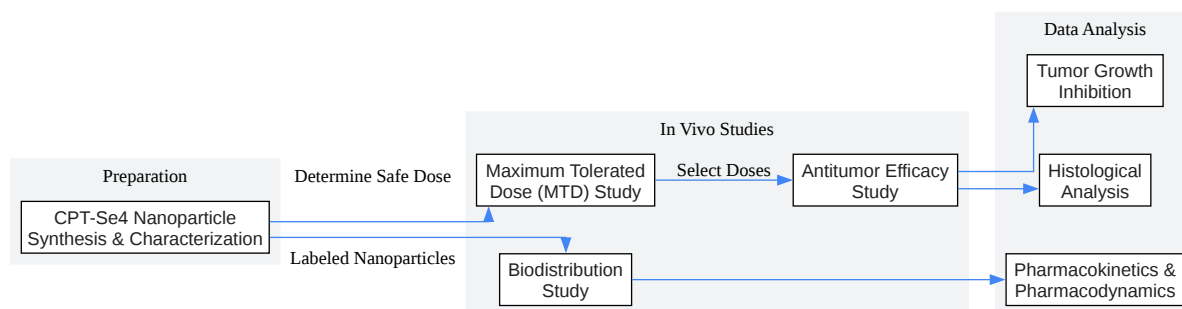 Preparation
CPT-Se4 Nanoparticle
Synthesis & Characterization
Determine Safe Dose
Labeled Nanoparticles
In Vivo Studies
Maximum Tolerated
Dose (MTD) Study
Select Doses
Antitumor Efficacy
Study
Biodistribution
Study
Data Analysis
Tumor Growth
Inhibition
Histological
Analysis
Pharmacokinetics &
Pharmacodynamics